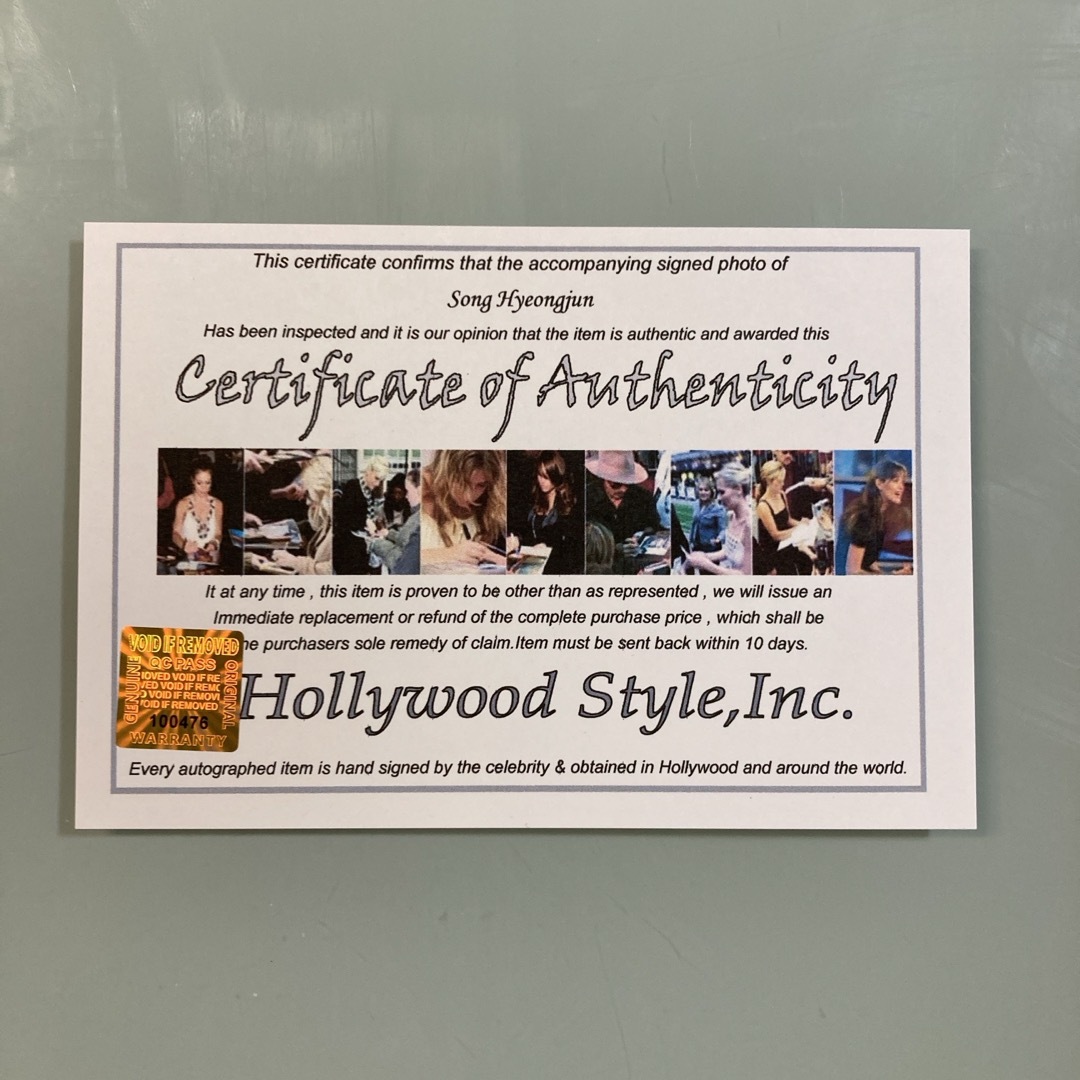 This certificate confirms that the accompanying signed photo of
Song Hyeongjun
Has been inspected and it is our opinion that the item is authentic and awarded this
Certificate of Authenticity
It at any time , this item is proven to be other than as represented , we will issue an
Immediate replacement or refund of the complete purchase price , which shall be
purchasers sole remedy of claim.Item must be sent back within 10 days.
Hollywood Style,Inc.
Every autographed item is hand signed by the celebrity & obtained in Hollywood and around the world.
VOID IF REMOVED
GENUINE
QC PASS
ORIGINAL
VOID IF REMOVED
100476
WARRANTY